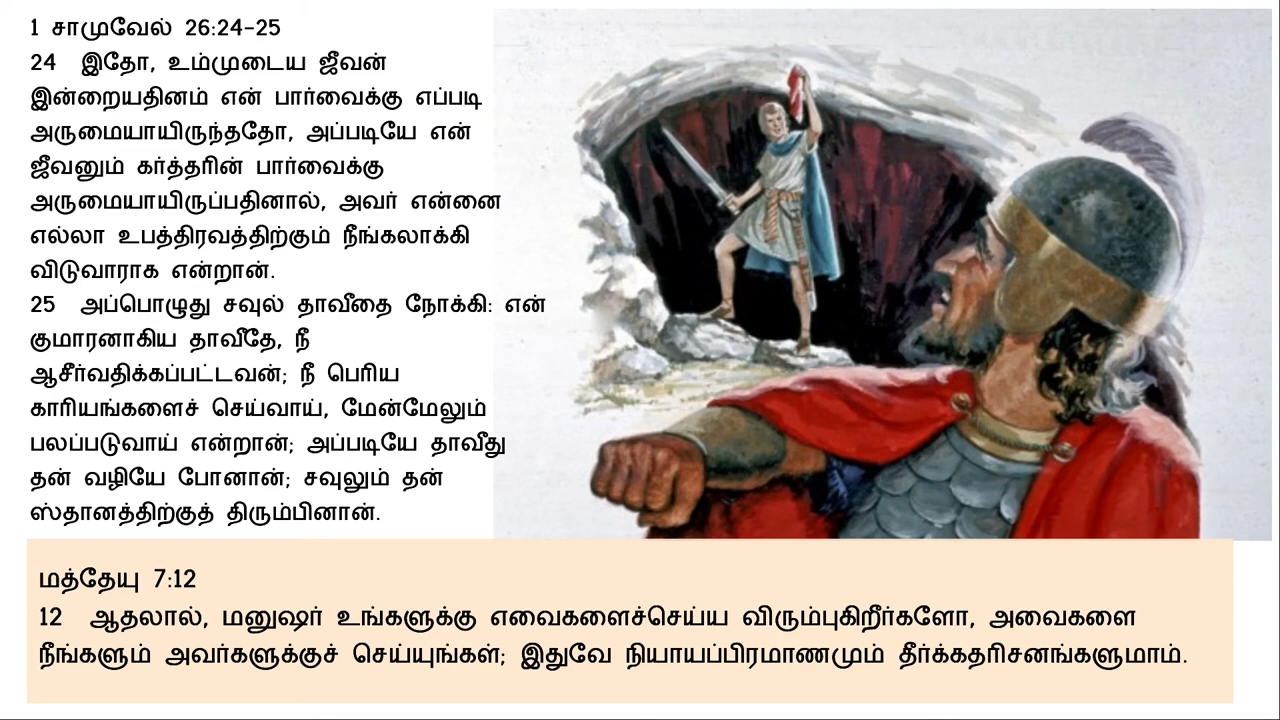 1 சாமுவேல் 26:24-25
24 இதோ, உம்முடைய ஜீவன்
இன்றையதினம் என் பார்வைக்கு எப்படி
அருமையாயிருந்ததோ, அப்படியே என்
ஜீவனும் கர்த்தரின் பார்வைக்கு
அருமையாயிருப்பதினால், அவர் என்னை
எல்லா உபத்திரவத்திற்கும் நீங்கலாக்கி
விடுவாராக என்றான்.
25 அப்பொழுது சவுல் தாவீதை நோக்கி: என்
குமாரனாகிய தாவீதே, நீ
ஆசீர்வதிக்கப்பட்டவன்; நீ பெரிய
காரியங்களைச் செய்வாய், மேன்மேலும்
பலப்படுவாய் என்றான்; அப்படியே தாவீது
தன் வழியே போனான்; சவுலும் தன்
ஸ்தானத்திற்குத் திரும்பினான்.
மத்தேயு 7:12
12 ஆதலால், மனுஷர் உங்களுக்கு எவைகளைச்செய்ய விரும்புகிறீர்களோ, அவைகளை
நீங்களும் அவர்களுக்குச் செய்யுங்கள்; இதுவே நியாயப்பிரமாணமும் தீர்க்கதரிசனங்களுமாம்.